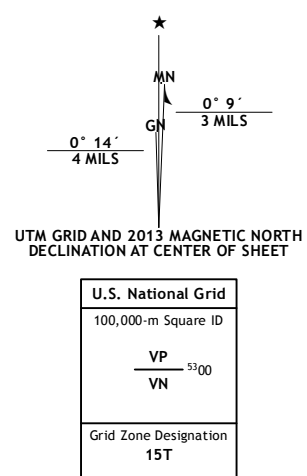 ★
MN
0° 9´
3 MILS
GN
0° 14´
4 MILS
UTM GRID AND 2013 MAGNETIC NORTH
DECLINATION AT CENTER OF SHEET
U.S. National Grid
100,000-m Square ID
VP
5300
VN
Grid Zone Designation
15T